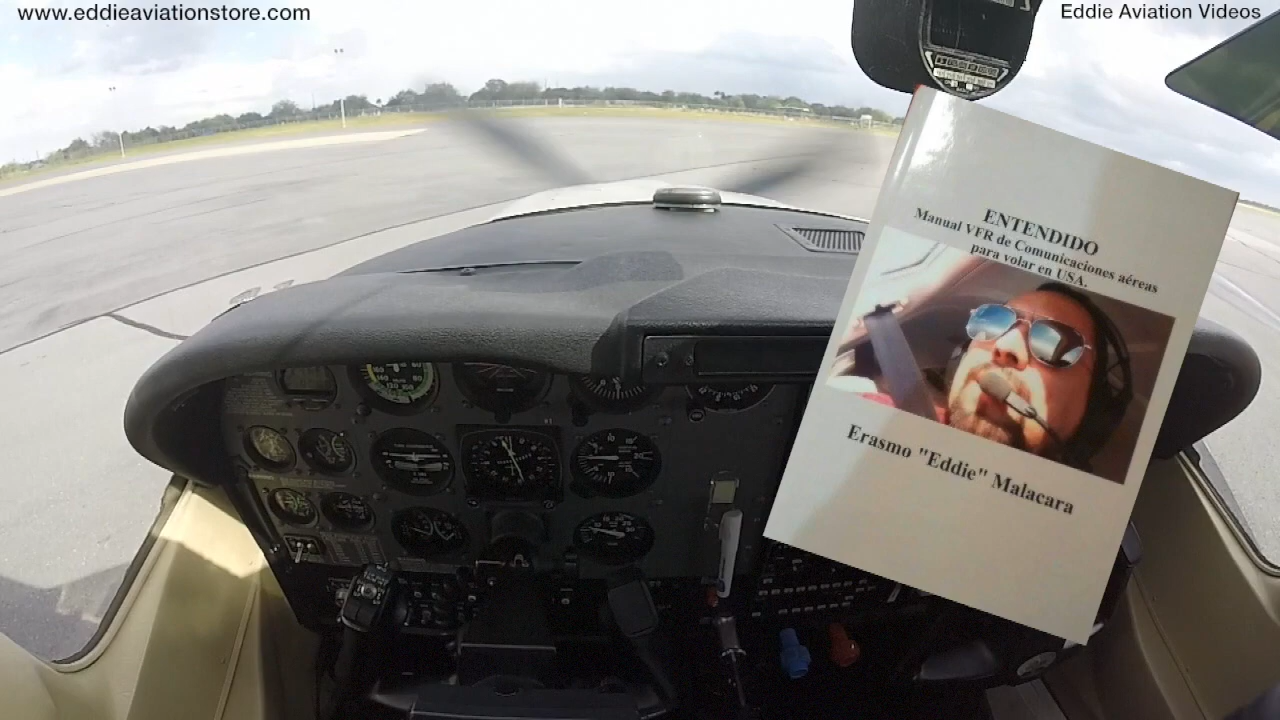 www.eddieaviationstore.com
Eddie Aviation Videos
ENTENDIDO
Manual VFR de Comunicaciones aéreas
para volar en USA.
Erasmo "Eddie" Malacara